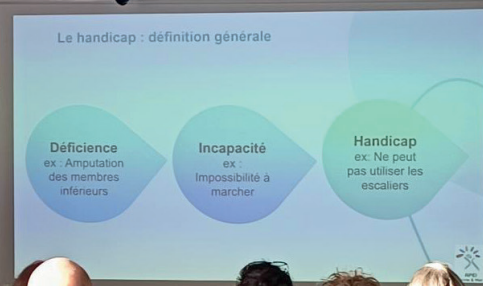 Le handicap : définition générale
Déficience
ex : Amputation
des membres
inférieurs
Incapacité
ex :
Impossibilité à
marcher
Handicap
ex: Ne peut
pas utiliser les
escaliers